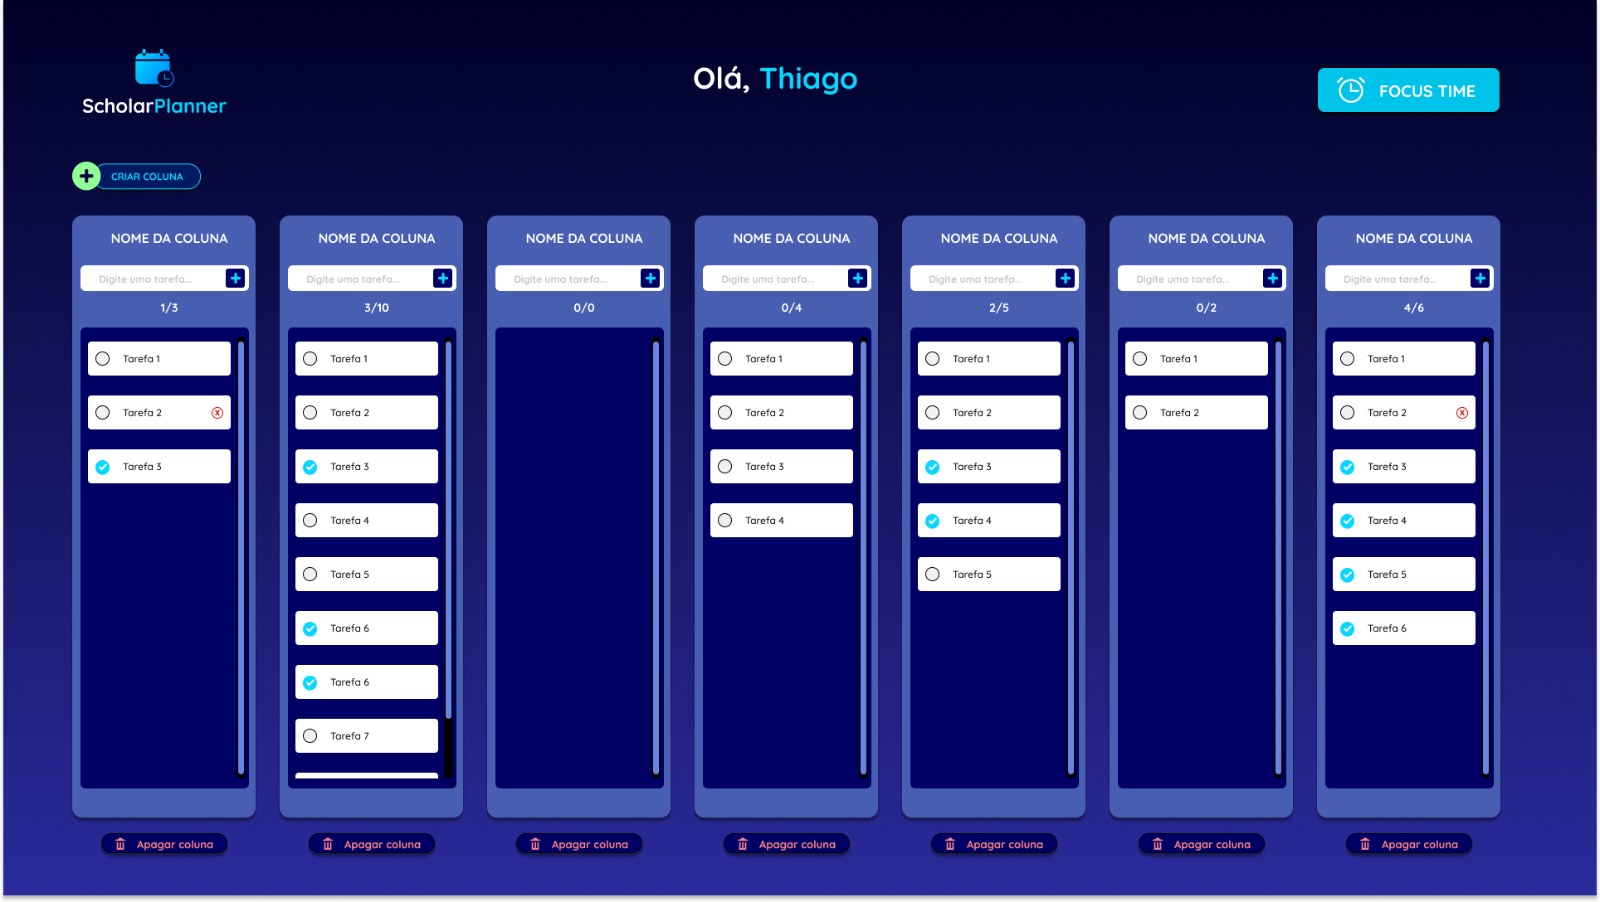 Olá, Thiago
ScholarPlanner
FOCUS TIME
CRIAR COLUNA
NOME DA COLUNA
Digite uma tarefa...
1/3
Tarefa 1
Tarefa 2
Tarefa 3
Apagar coluna
NOME DA COLUNA
Digite uma tarefa...
3/10
Tarefa 1
Tarefa 2
Tarefa 3
Tarefa 4
Tarefa 5
Tarefa 6
Tarefa 6
Tarefa 7
Apagar coluna
NOME DA COLUNA
Digite uma tarefa...
0/0
Apagar coluna
NOME DA COLUNA
Digite uma tarefa...
0/4
Tarefa 1
Tarefa 2
Tarefa 3
Tarefa 4
Apagar coluna
NOME DA COLUNA
Digite uma tarefa...
2/5
Tarefa 1
Tarefa 2
Tarefa 3
Tarefa 4
Tarefa 5
Apagar coluna
NOME DA COLUNA
Digite uma tarefa...
0/2
Tarefa 1
Tarefa 2
Apagar coluna
NOME DA COLUNA
Digite uma tarefa...
4/6
Tarefa 1
Tarefa 2
Tarefa 3
Tarefa 4
Tarefa 5
Tarefa 6
Apagar coluna